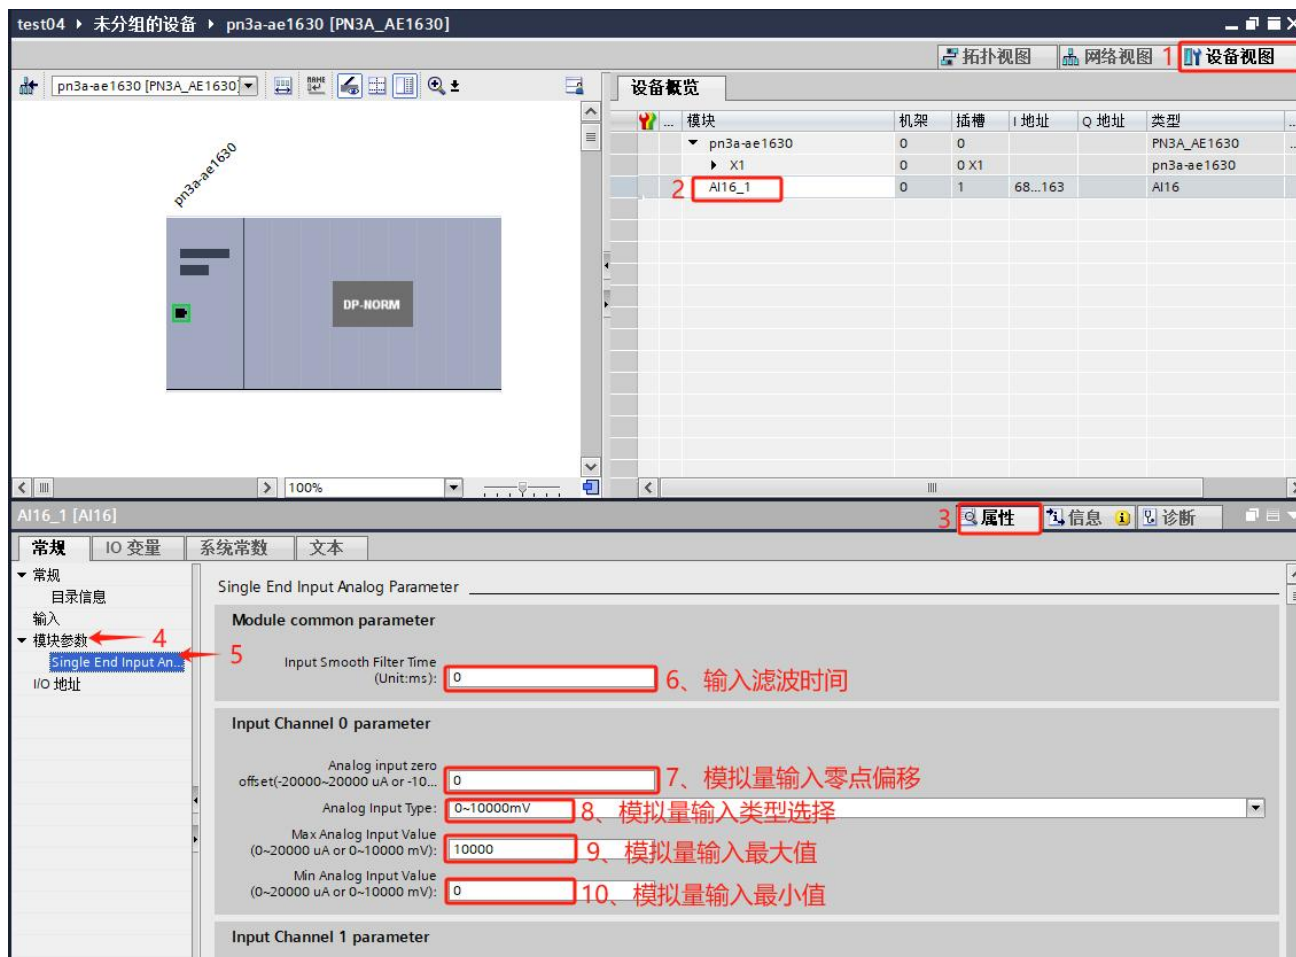 test04 ▸ 未分组的设备 ▸ pn3a-ae1630 [PN3A_AE1630]
拓扑视图 网络视图 1 设备视图
pn3a-ae1630 [PN3A_AE1630]
设备概览
... 模块 机架 插槽 I 地址 Q 地址 类型 ...
pn3a-ae1630 0 0 PN3A_AE1630 ...
X1 0 0 X1 pn3a-ae1630
2 AI16_1 0 1 68...163 AI16
pn3a-ae1630
DP-NORM
100%
AI16_1 [AI16]
3 属性 信息 诊断
常规 IO 变量 系统常数 文本
常规
目录信息
输入
模块参数 4
Single End Input An... 5
I/O 地址
Single End Input Analog Parameter
Module common parameter
Input Smooth Filter Time
(Unit:ms): 0 6、输入滤波时间
Input Channel 0 parameter
Analog input zero
offset(-20000~20000 uA or -10... 0 7、模拟量输入零点偏移
Analog Input Type: 0~10000mV 8、模拟量输入类型选择
Max Analog Input Value
(0~20000 uA or 0~10000 mV): 10000 9、模拟量输入最大值
Min Analog Input Value
(0~20000 uA or 0~10000 mV): 0 10、模拟量输入最小值
Input Channel 1 parameter